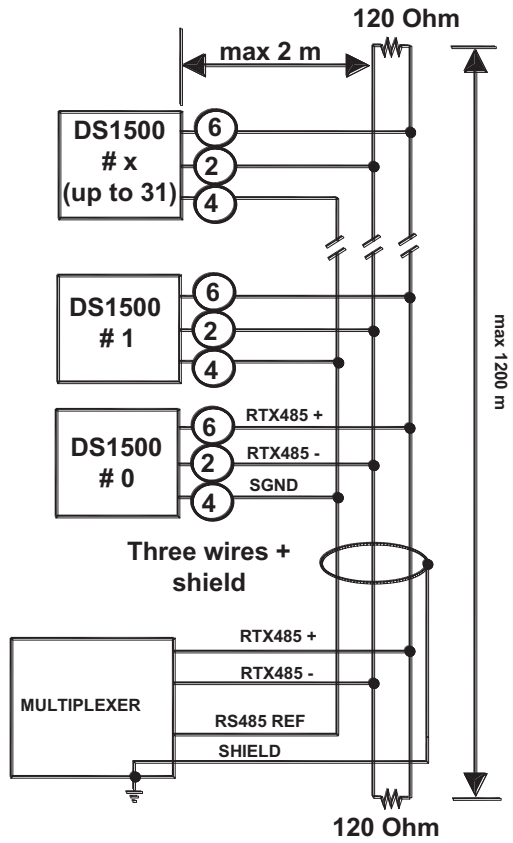 120 Ohm
max 2 m
DS1500
# x
(up to 31)
6
2
4
DS1500
# 1
6
2
4
max 1200 m
DS1500
# 0
6
2
4
RTX485 +
RTX485 -
SGND
Three wires +
shield
MULTIPLEXER
RTX485 +
RTX485 -
RS485 REF
SHIELD
120 Ohm